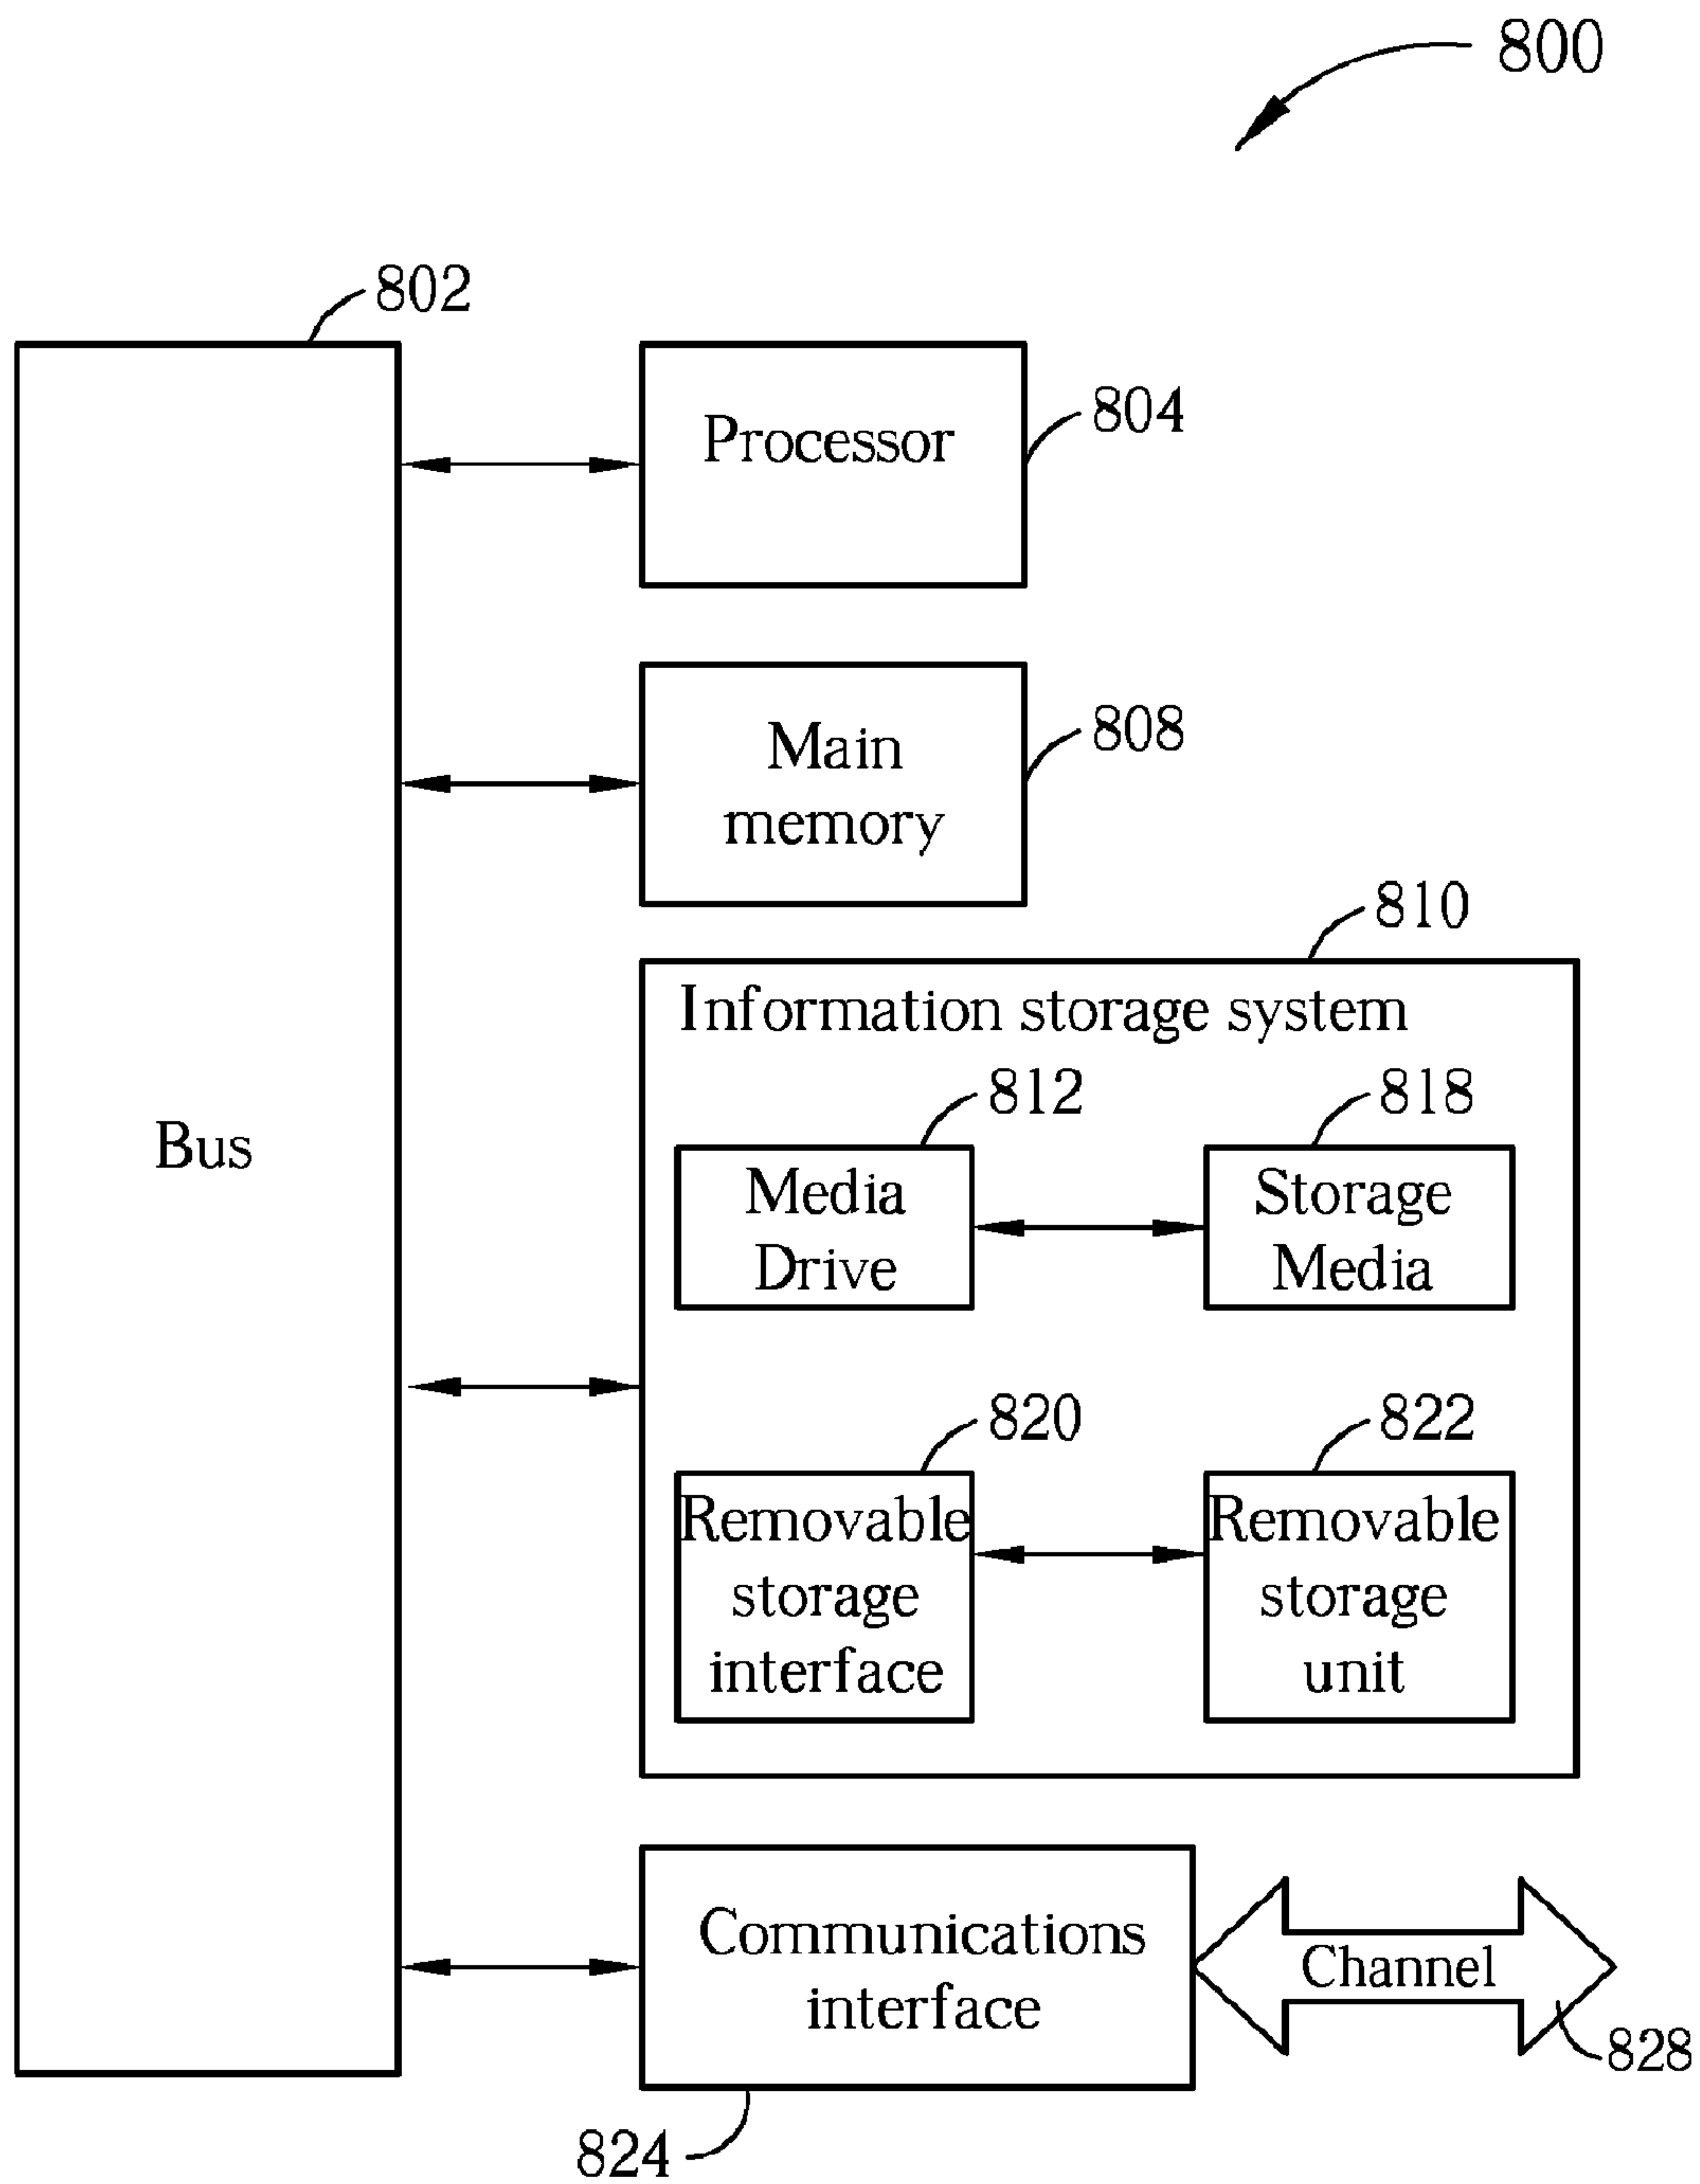 800
802
Processor
804
Main
memory
808
810
Information storage system
812
818
Media
Drive
Storage
Media
Bus
820
822
Removable
storage
interface
Removable
storage
unit
Communications
interface
Channel
828
824